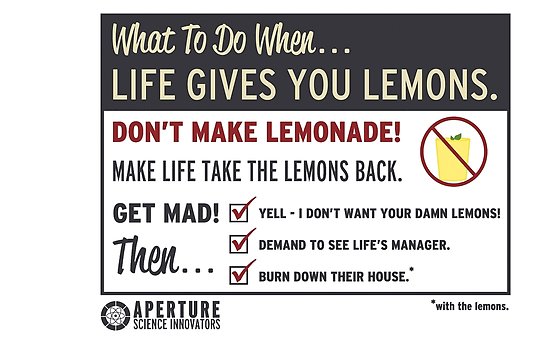 What To Do When...
LIFE GIVES YOU LEMONS.
DON'T MAKE LEMONADE!
MAKE LIFE TAKE THE LEMONS BACK.
GET MAD!
YELL - I DON'T WANT YOUR DAMN LEMONS!
Then...
DEMAND TO SEE LIFE'S MANAGER.
BURN DOWN THEIR HOUSE.*
APERTURE
SCIENCE INNOVATORS
*with the lemons.